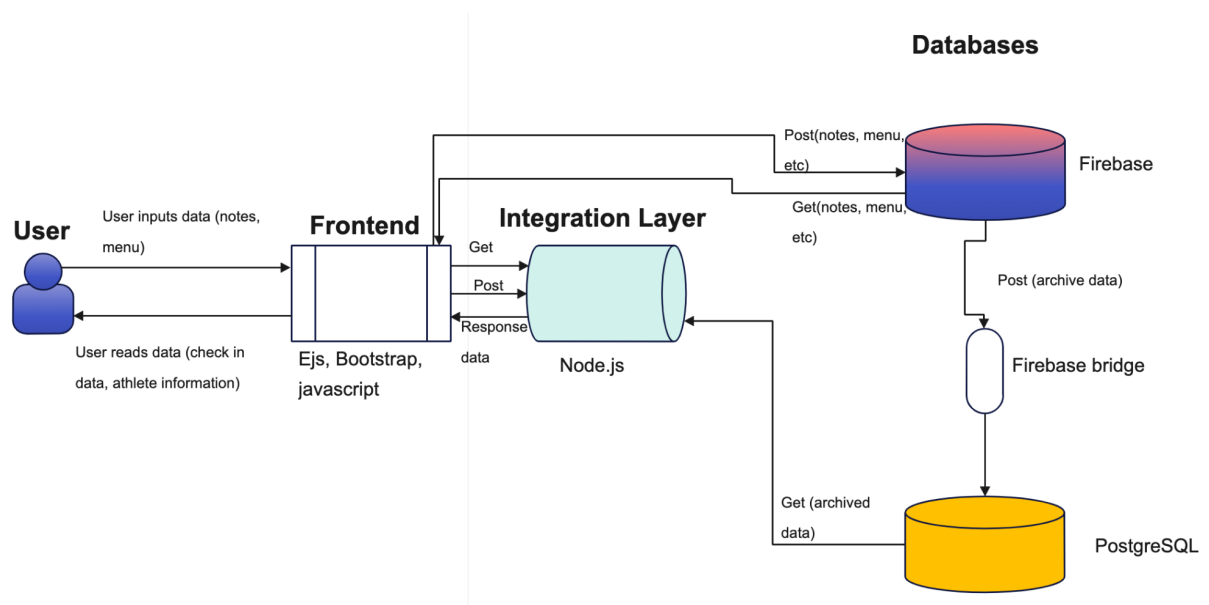 Databases
Post(notes, menu,
etc)
Firebase
Get(notes, menu,
etc)
User
User inputs data (notes,
menu)
Frontend
Integration Layer
Get
Post
Response
data
Post (archive data)
User reads data (check in
data, athlete information)
Ejs, Bootstrap,
javascript
Node.js
Firebase bridge
Get (archived
data)
PostgreSQL